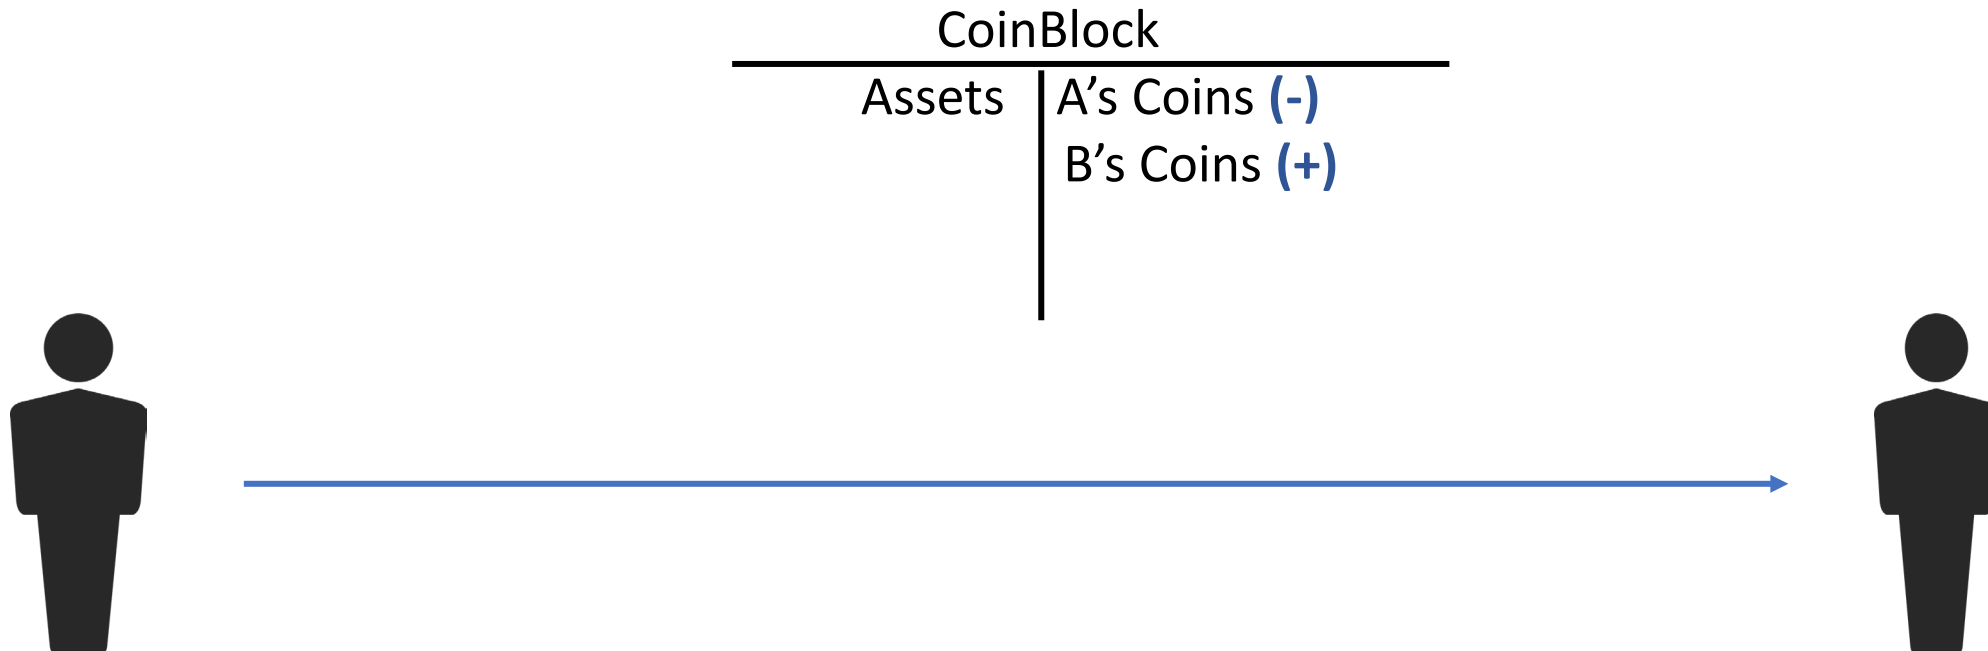 CoinBlock
Assets A’s Coins (-)
B’s Coins (+)